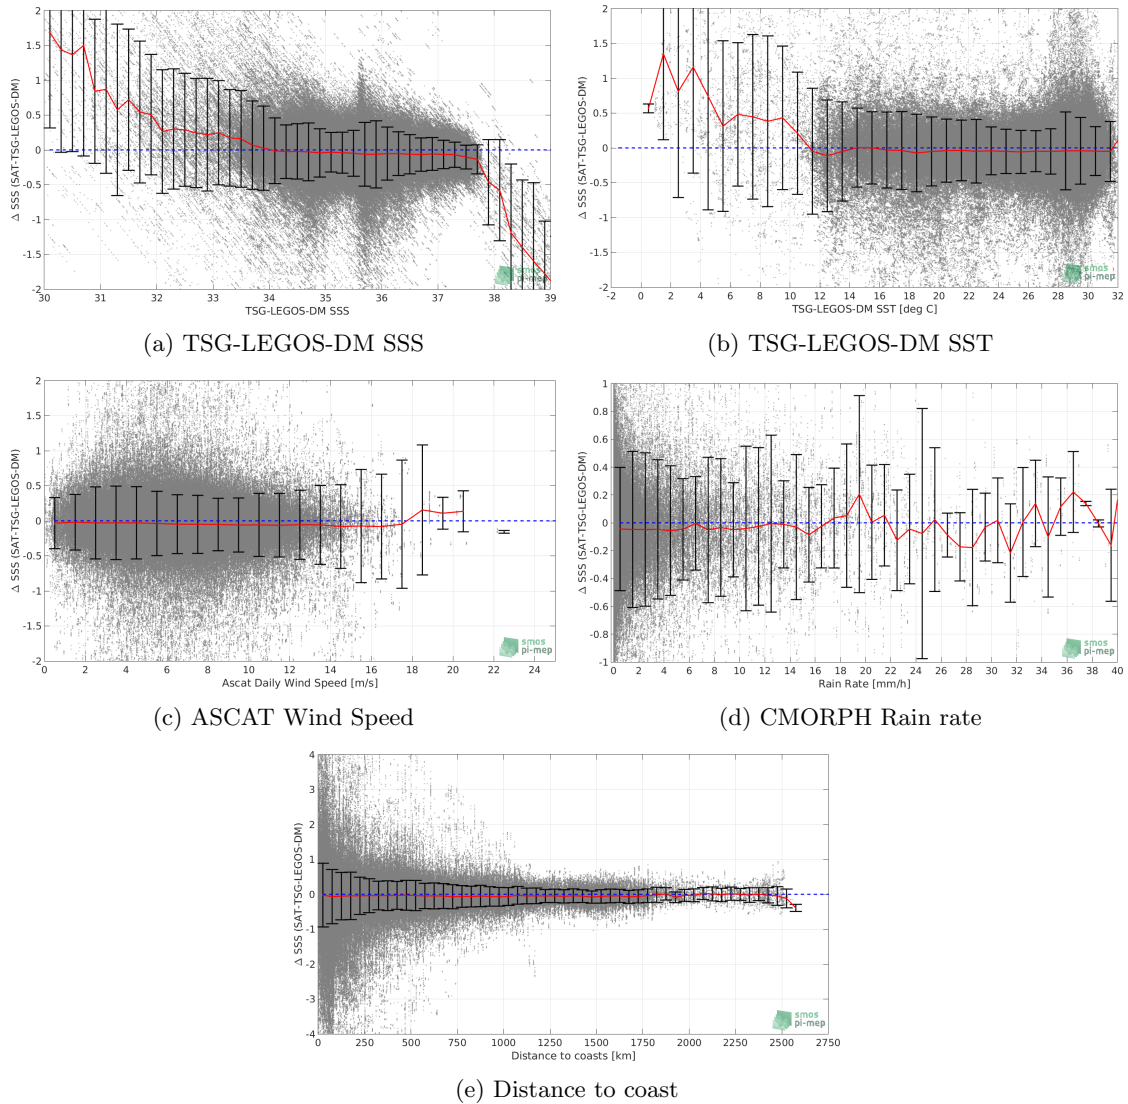 2
1.5
1
0.5
0
-0.5
-1
-1.5
-2
Δ SSS (SAT-TSG-LEGOS-DM)
30 31 32 33 34 35 36 37 38 39
TSG-LEGOS-DM SSS
smos
pi-mep
(a) TSG-LEGOS-DM SSS
2
1.5
1
0.5
0
-0.5
-1
-1.5
-2
Δ SSS (SAT-TSG-LEGOS-DM)
-2 0 2 4 6 8 10 12 14 16 18 20 22 24 26 28 30 32
TSG-LEGOS-DM SST [deg C]
smos
pi-mep
(b) TSG-LEGOS-DM SST
2
1.5
1
0.5
0
-0.5
-1
-1.5
-2
Δ SSS (SAT-TSG-LEGOS-DM)
0 2 4 6 8 10 12 14 16 18 20 22 24
Ascat Daily Wind Speed [m/s]
smos
pi-mep
(c) ASCAT Wind Speed
1
0.8
0.6
0.4
0.2
0
-0.2
-0.4
-0.6
-0.8
-1
Δ SSS (SAT-TSG-LEGOS-DM)
0 2 4 6 8 10 12 14 16 18 20 22 24 26 28 30 32 34 36 38 40
Rain Rate [mm/h]
smos
pi-mep
(d) CMORPH Rain rate
4
3
2
1
0
-1
-2
-3
-4
Δ SSS (SAT-TSG-LEGOS-DM)
0 250 500 750 1000 1250 1500 1750 2000 2250 2500 2750
Distance to coasts [km]
smos
pi-mep
(e) Distance to coast